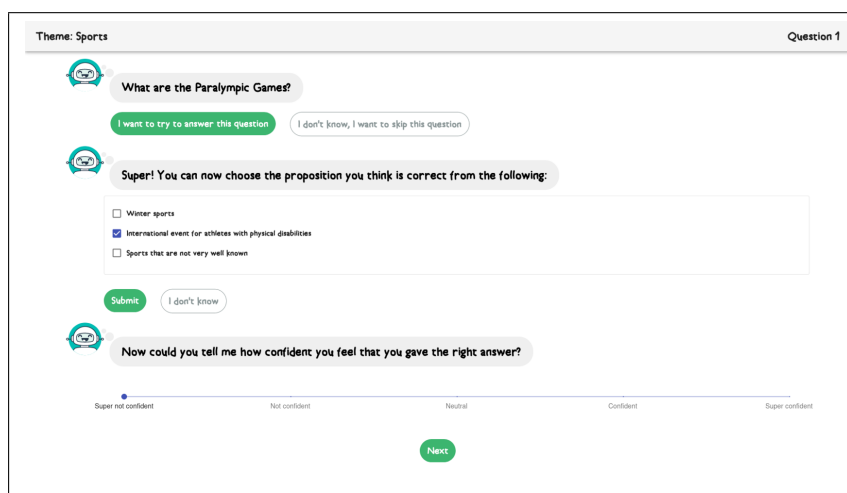 Theme: Sports
Question 1
What are the Paralympic Games?
I want to try to answer this question
I don't know, I want to skip this question
Super! You can now choose the proposition you think is correct from the following:
Winter sports
International event for athletes with physical disabilities
Sports that are not very well known
Submit
I don't know
Now could you tell me how confident you feel that you gave the right answer?
Super not confident
Not confident
Neutral
Confident
Super confident
Next